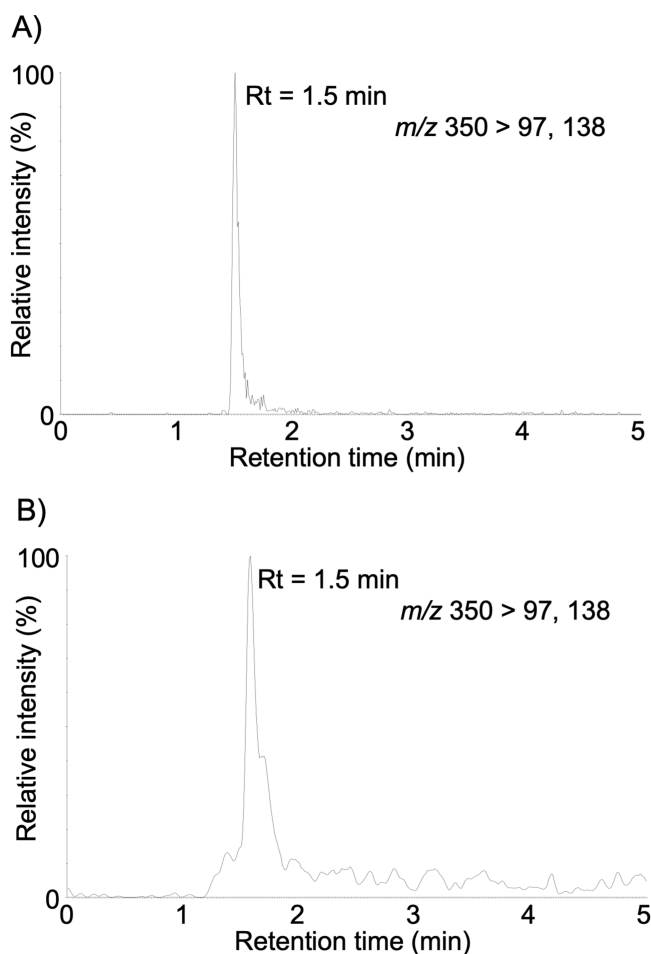 A)
100
Rt = 1.5 min
m/z 350 > 97, 138
Relative intensity (%)
0
0 1 2 3 4 5
Retention time (min)
B)
100
Rt = 1.5 min
m/z 350 > 97, 138
Relative intensity (%)
0
0 1 2 3 4 5
Retention time (min)